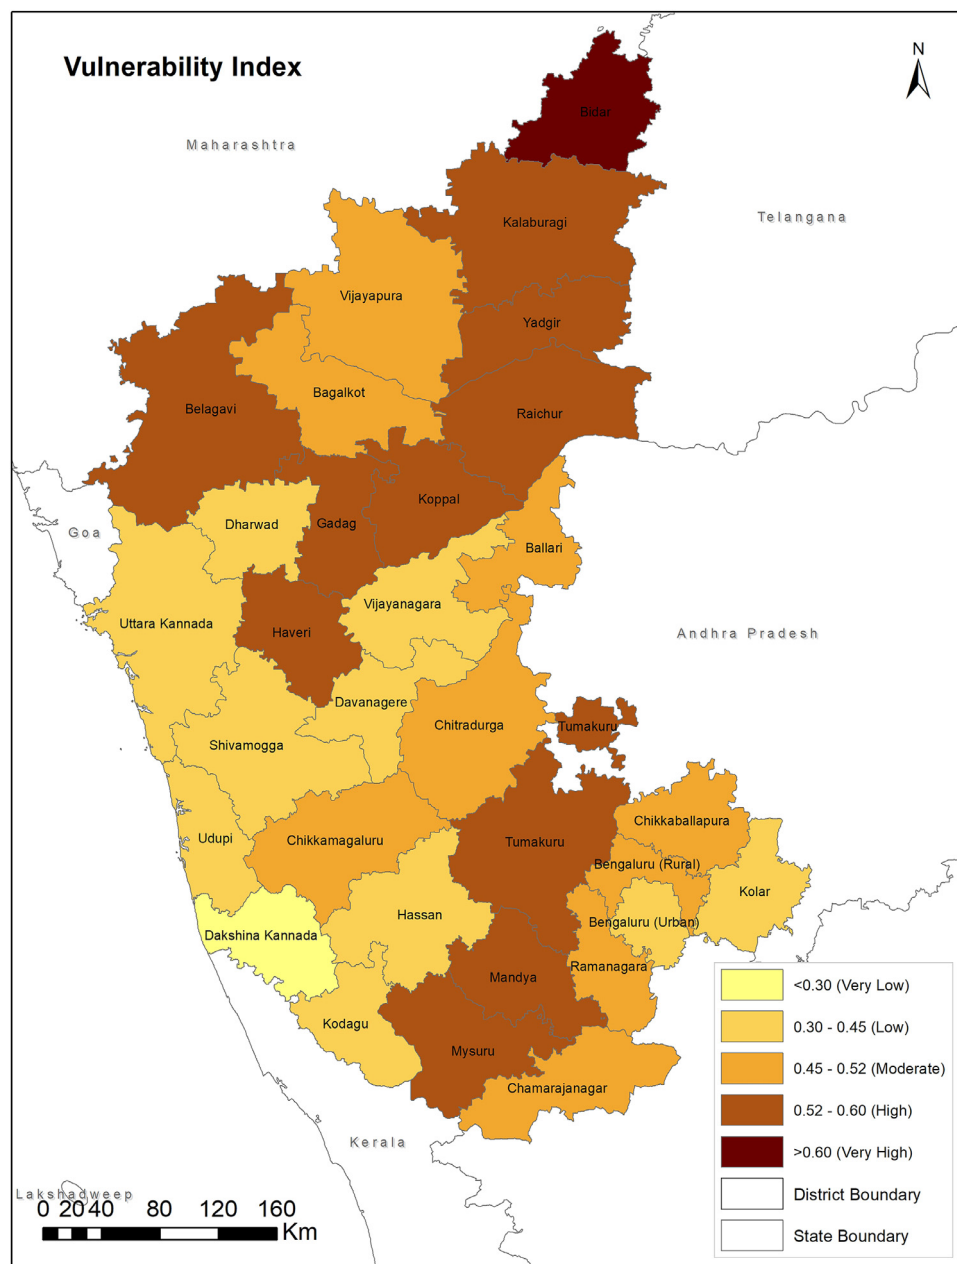 Vulnerability Index
N
Bidar
Maharashtra
Telangana
Kalaburagi
Vijayapura
Yadgir
Bagalkot
Belagavi
Raichur
Koppal
Dharwad
Gadag
Goa
Ballari
Vijayanagara
Uttara Kannada
Haveri
Andhra Pradesh
Davanagere
Chitradurga
Tumakuru
Shivamogga
Chikkaballapura
Udupi
Chikkamagaluru
Tumakuru
Bengaluru (Rural)
Kolar
Hassan
Bengaluru (Urban)
Dakshina Kannada
Ramanagara
Mandya
Kodagu
Mysuru
Chamarajanagar
Kerala
Lakshadweep
0 20 40 80 120 160
Km
<0.30 (Very Low)
0.30 - 0.45 (Low)
0.45 - 0.52 (Moderate)
0.52 - 0.60 (High)
>0.60 (Very High)
District Boundary
State Boundary